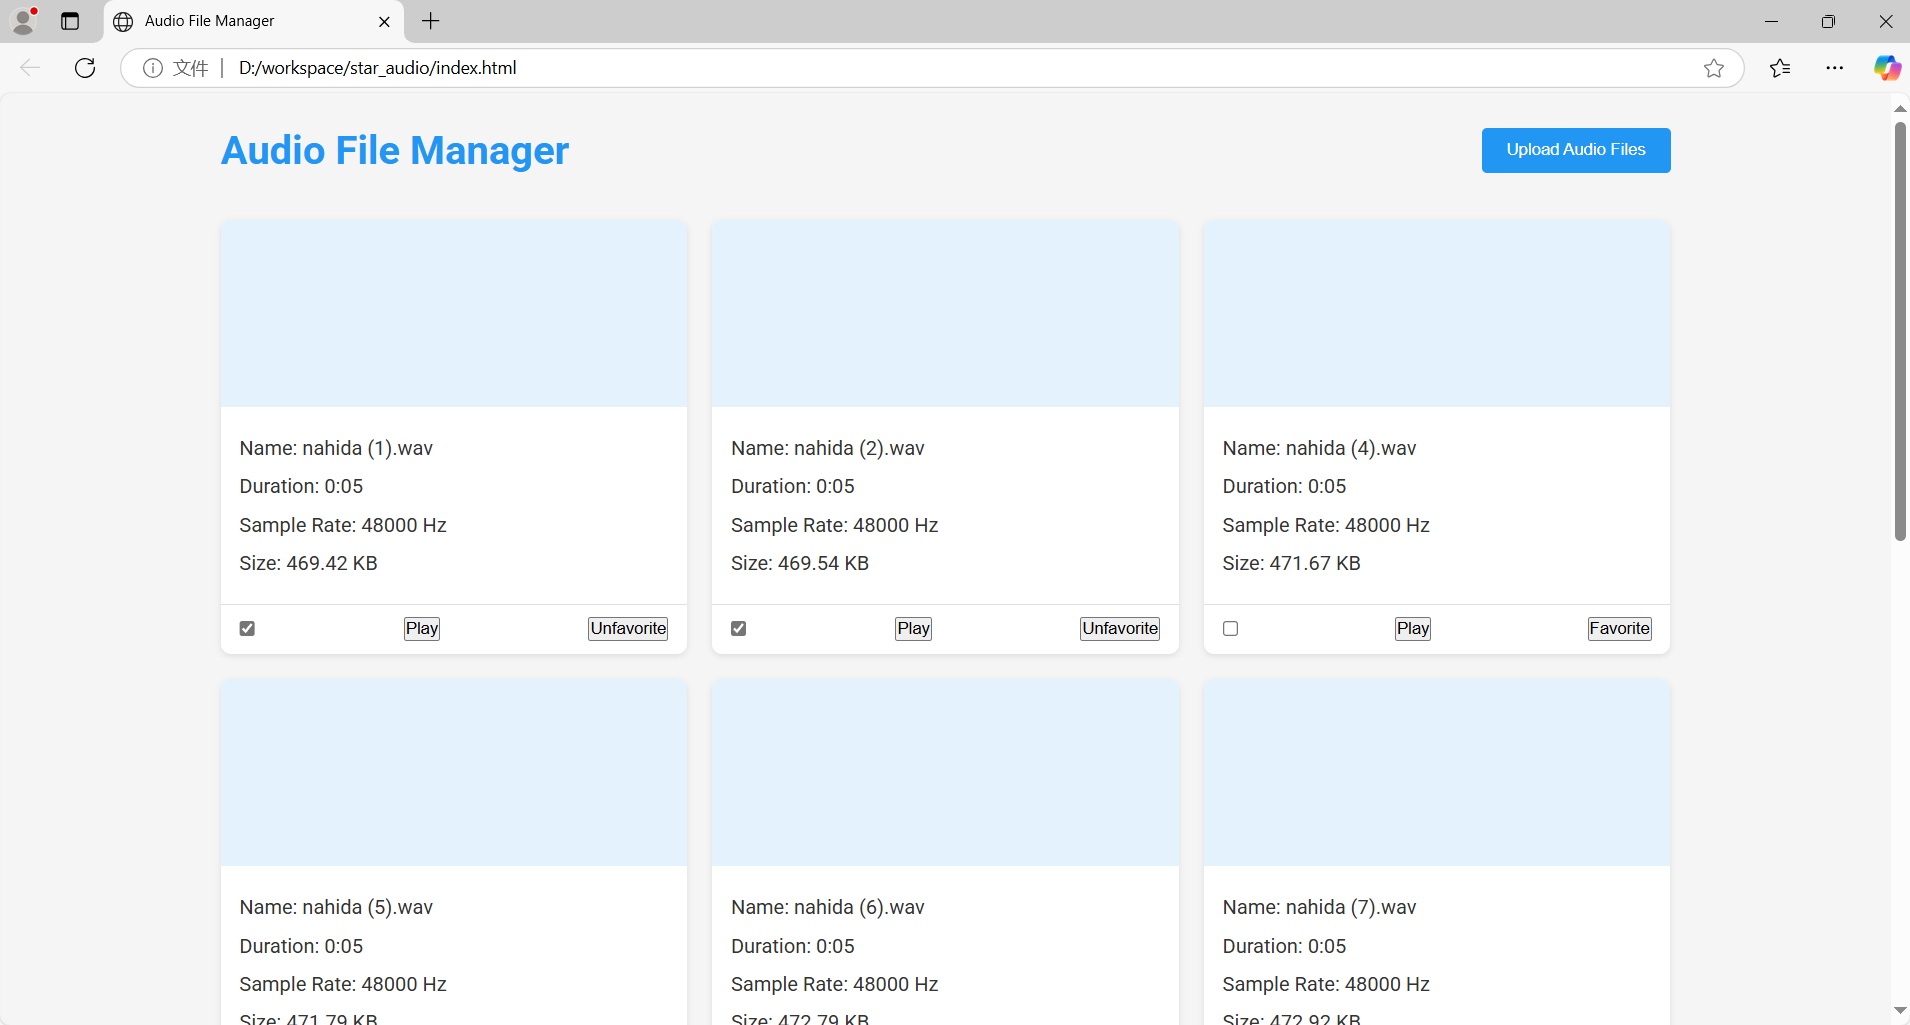 Audio File Manager
文件 D:/workspace/star_audio/index.html
Audio File Manager
Upload Audio Files
Name: nahida (1).wav
Duration: 0:05
Sample Rate: 48000 Hz
Size: 469.42 KB
Play Unfavorite
Name: nahida (2).wav
Duration: 0:05
Sample Rate: 48000 Hz
Size: 469.54 KB
Play Unfavorite
Name: nahida (4).wav
Duration: 0:05
Sample Rate: 48000 Hz
Size: 471.67 KB
Play Favorite
Name: nahida (5).wav
Duration: 0:05
Sample Rate: 48000 Hz
Size: 471.79 KB
Name: nahida (6).wav
Duration: 0:05
Sample Rate: 48000 Hz
Size: 472.79 KB
Name: nahida (7).wav
Duration: 0:05
Sample Rate: 48000 Hz
Size: 472.92 KB